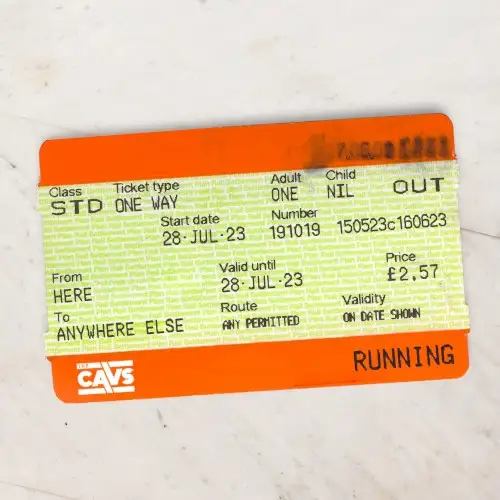 Class Ticket type Adult Child
STD ONE WAY ONE NIL OUT
Start date Number
28·JUL·23 191019 150523c160623
From Valid until Price
HERE 28·JUL·23 £2.57
To Route Validity
ANYWHERE ELSE ANY PERMITTED ON DATE SHOWN
RUNNING
THE
CAVS